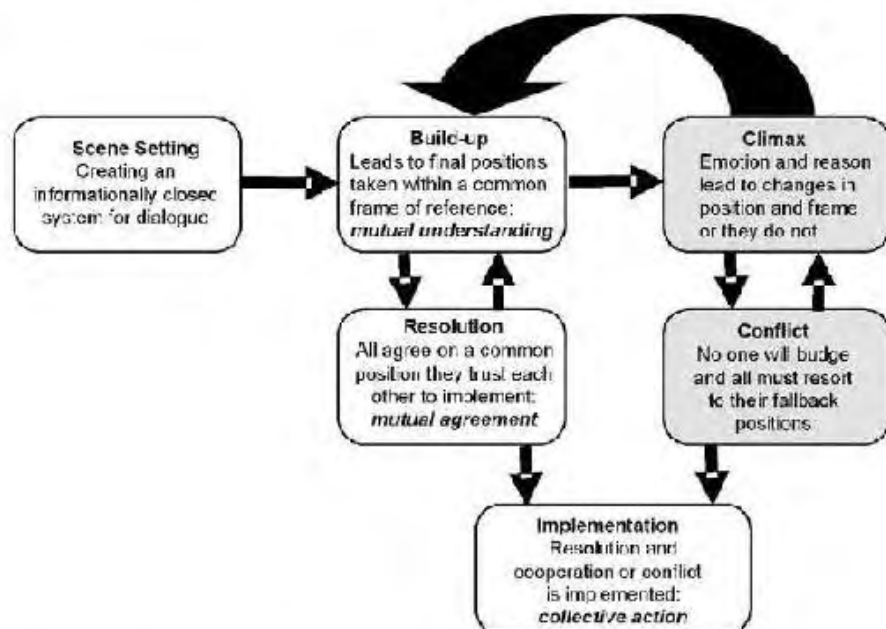 Scene Setting
Creating an
informationally closed
system for dialogue
Build-up
Leads to final positions
taken within a common
frame of reference:
mutual understanding
Climax
Emotion and reason
lead to changes in
position and frame
or they do not
Resolution
All agree on a common
position they trust each
other to implement:
mutual agreement
Conflict
No one will budge
and all must resort
to their fallback
positions
Implementation
Resolution and
cooperation or conflict
is implemented:
collective action